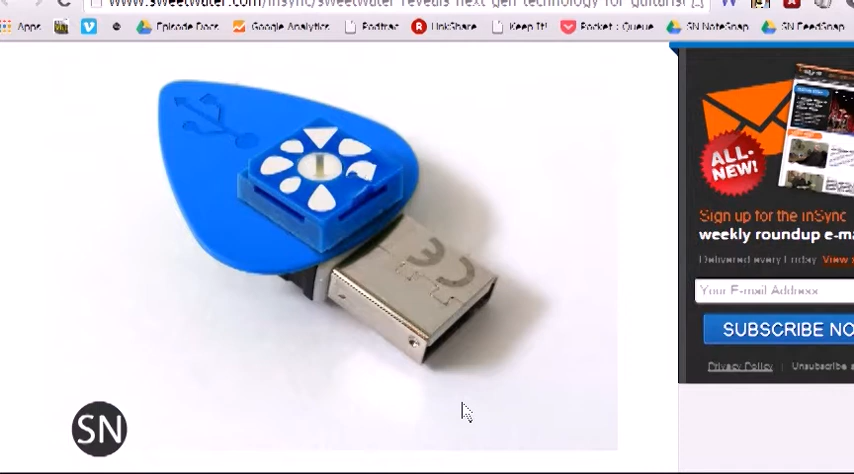 www.sweetwater.com/insync/sweetwater-reveals-next-gen-technology-for-guitarist
Apps
Episode Docs
Google Analytics
Podtrac
LinkShare
Keep It!
Pocket : Queue
SN NoteSnap
SN FeedSnap
ALL-
NEW!
Sign up for the inSync
weekly roundup e-ma
Delivered every Friday. View
Your E-mail Address
SUBSCRIBE NO
Privacy Policy | Unsubscribe a
CE
SN